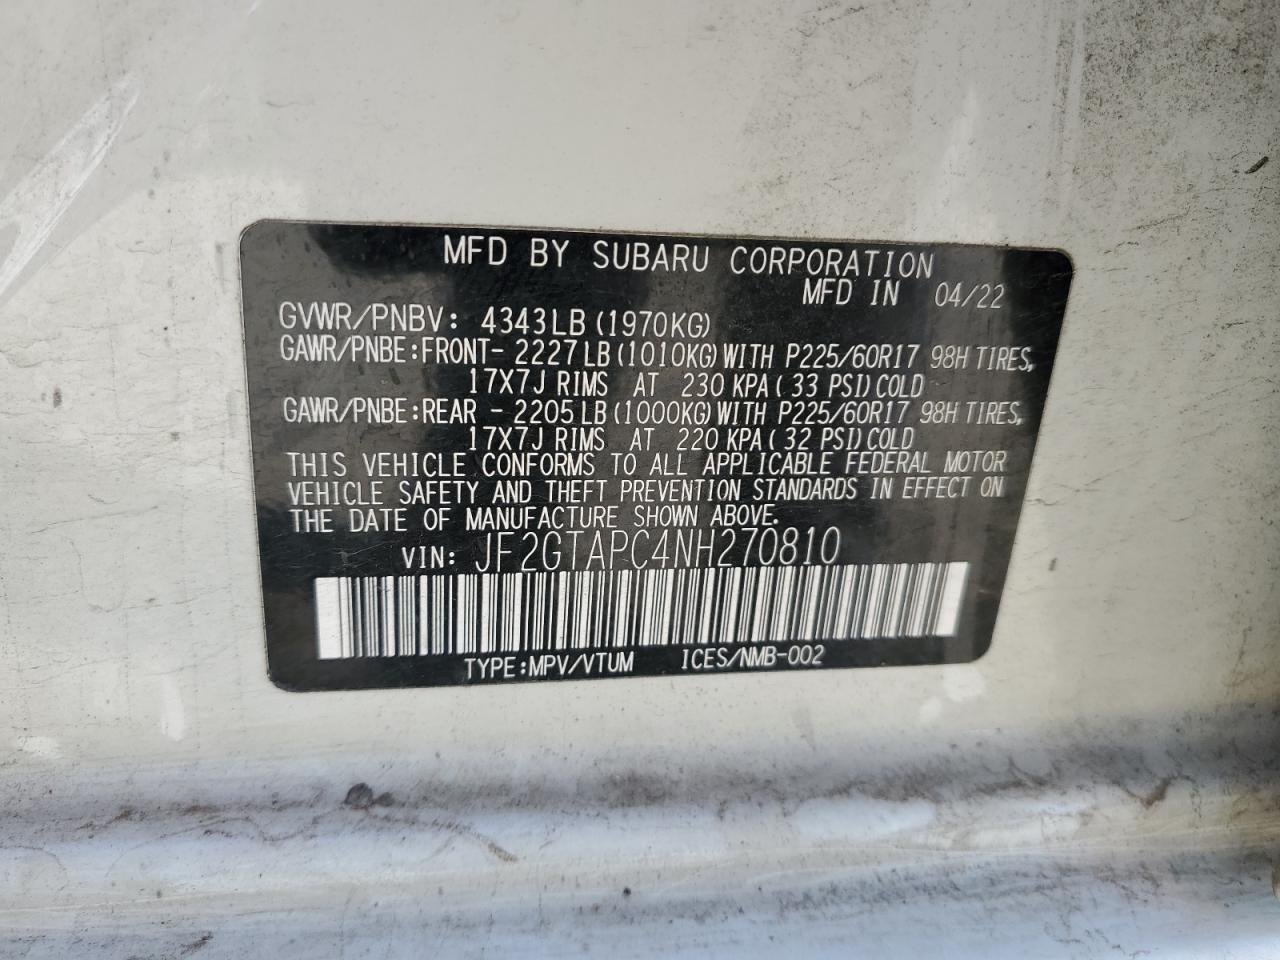 MFD BY SUBARU CORPORATION
MFD IN 04/22
GVWR/PNBV: 4343LB (1970KG)
GAWR/PNBE:FRONT- 2227LB (1010KG) WITH P225/60R17 98H TIRES,
17X7J RIMS AT 230 KPA ( 33 PSI) COLD
GAWR/PNBE:REAR - 2205LB (1000KG) WITH P225/60R17 98H TIRES,
17X7J RIMS AT 220 KPA ( 32 PSI) COLD
THIS VEHICLE CONFORMS TO ALL APPLICABLE FEDERAL MOTOR
VEHICLE SAFETY AND THEFT PREVENTION STANDARDS IN EFFECT ON
THE DATE OF MANUFACTURE SHOWN ABOVE.
VIN: JF2GTAPC4NH270810
TYPE:MPV/VTUM ICES/NMB-002